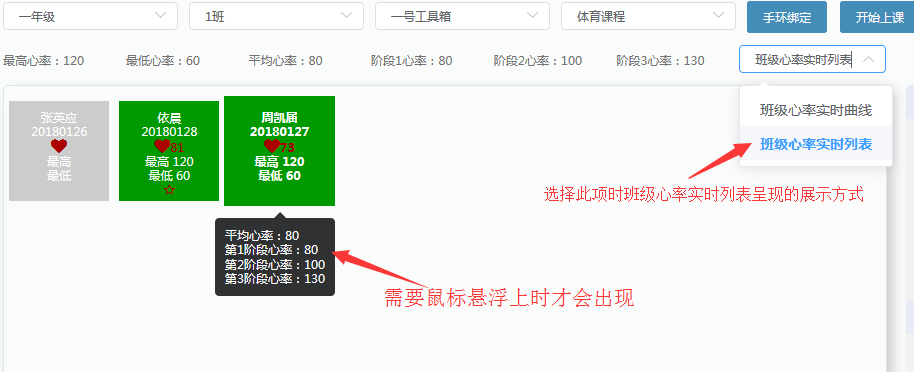 一年级 1班 一号工具箱 体育课程 手环绑定 开始上课
最高心率：120 最低心率：60 平均心率：80 阶段1心率：80 阶段2心率：100 阶段3心率：130 班级心率实时列表
班级心率实时曲线
班级心率实时列表
选择此项时班级心率实时列表呈现的展示方式
张英应
20180126
最高
最低
依晨
20180128
81
最高 120
最低 60
周凯届
20180127
73
最高 120
最低 60
平均心率：80
第1阶段心率：80
第2阶段心率：100
第3阶段心率：130
需要鼠标悬浮上时才会出现